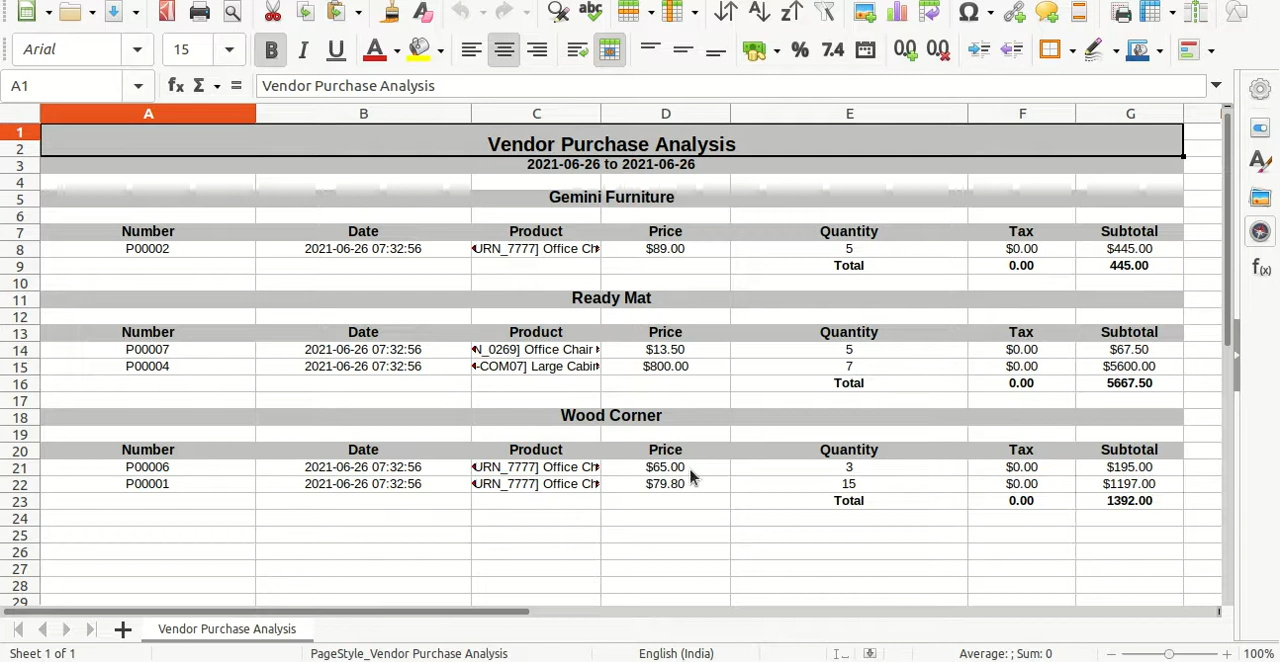 Arial 15
7.4
A1 Vendor Purchase Analysis
A B C D E F G
1 Vendor Purchase Analysis
2
3 2021-06-26 to 2021-06-26
4
5 Gemini Furniture
6
7 Number Date Product Price Quantity Tax Subtotal
8 P00002 2021-06-26 07:32:56 URN_7777] Office Ch $89.00 5 $0.00 $445.00
9 Total 0.00 445.00
10
11 Ready Mat
12
13 Number Date Product Price Quantity Tax Subtotal
14 P00007 2021-06-26 07:32:56 N_0269] Office Chair $13.50 5 $0.00 $67.50
15 P00004 2021-06-26 07:32:56 -COM07] Large Cabin $800.00 7 $0.00 $5600.00
16 Total 0.00 5667.50
17
18 Wood Corner
19
20 Number Date Product Price Quantity Tax Subtotal
21 P00006 2021-06-26 07:32:56 URN_7777] Office Ch $65.00 3 $0.00 $195.00
22 P00001 2021-06-26 07:32:56 URN_7777] Office Ch $79.80 15 $0.00 $1197.00
23 Total 0.00 1392.00
24
25
26
27
28
29
Vendor Purchase Analysis
Sheet 1 of 1 PageStyle_Vendor Purchase Analysis English (India) Average: ; Sum: 0 100%